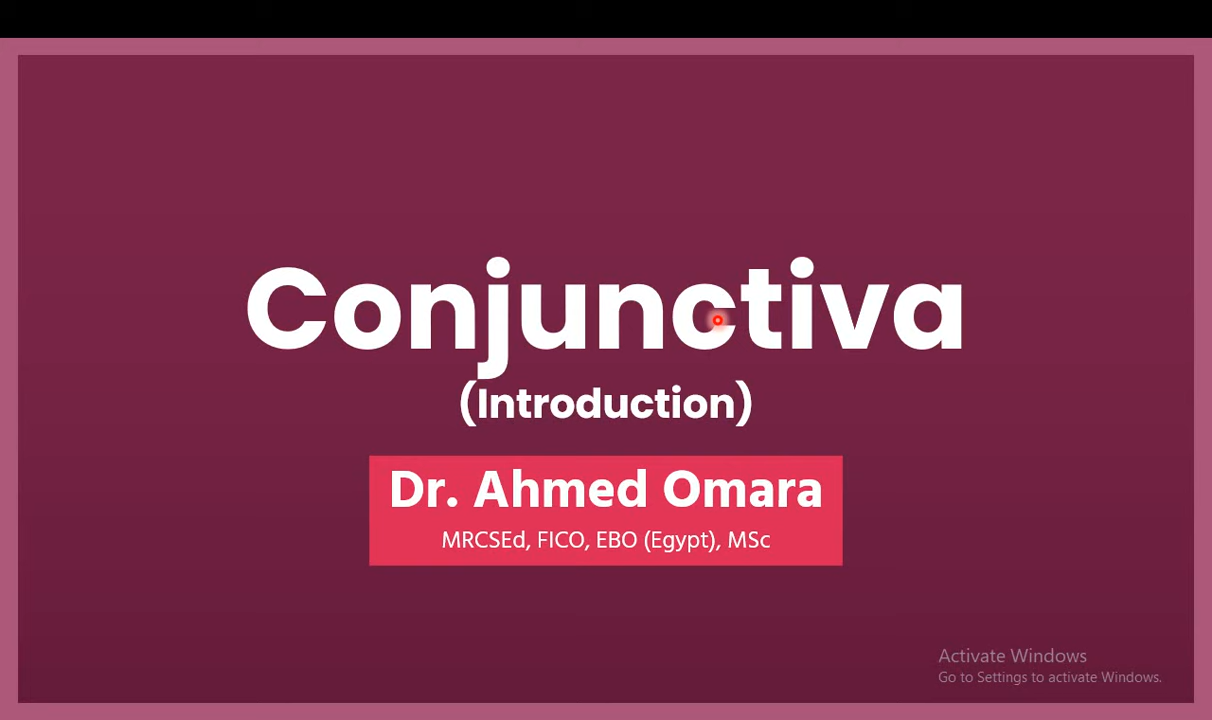 Conjunctiva
(Introduction)
Dr. Ahmed Omara
MRCSEd, FICO, EBO (Egypt), MSc
Activate Windows
Go to Settings to activate Windows.